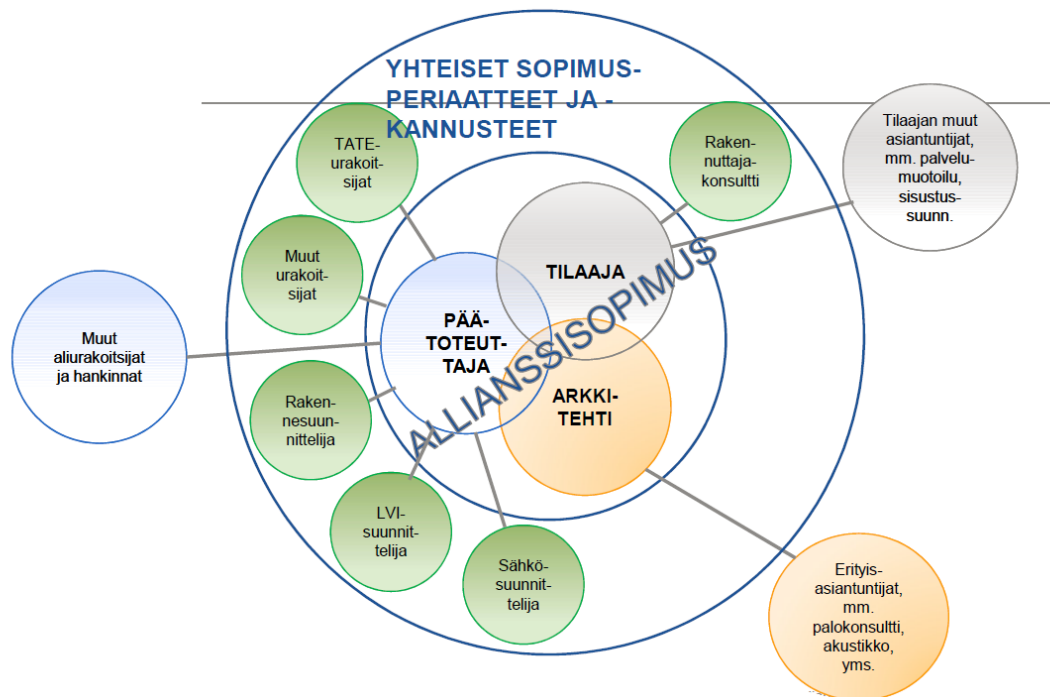 YHTEISET SOPIMUS-
PERIAATTEET JA -
KANNUSTEET
TATE-
urakoit-
sijat
Raken-
nuttaja-
konsultti
Tilaajan muut
asiantuntijat,
mm. palvelu-
muotoilu,
sisustus-
suunn.
Muut
urakoit-
sijat
TILAAJA
Muut
aliurakoitsijat
ja hankinnat
PÄÄ-
TOTEUT-
TAJA
ALLIANSSISOPIMUS
ARKKI-
TEHTI
Raken-
nesuun-
nittelija
LVI-
suunnit-
telija
Sähkö-
suunnit-
telija
Erityis-
asiantuntijat,
mm.
palokonsultti,
akustikko,
yms.